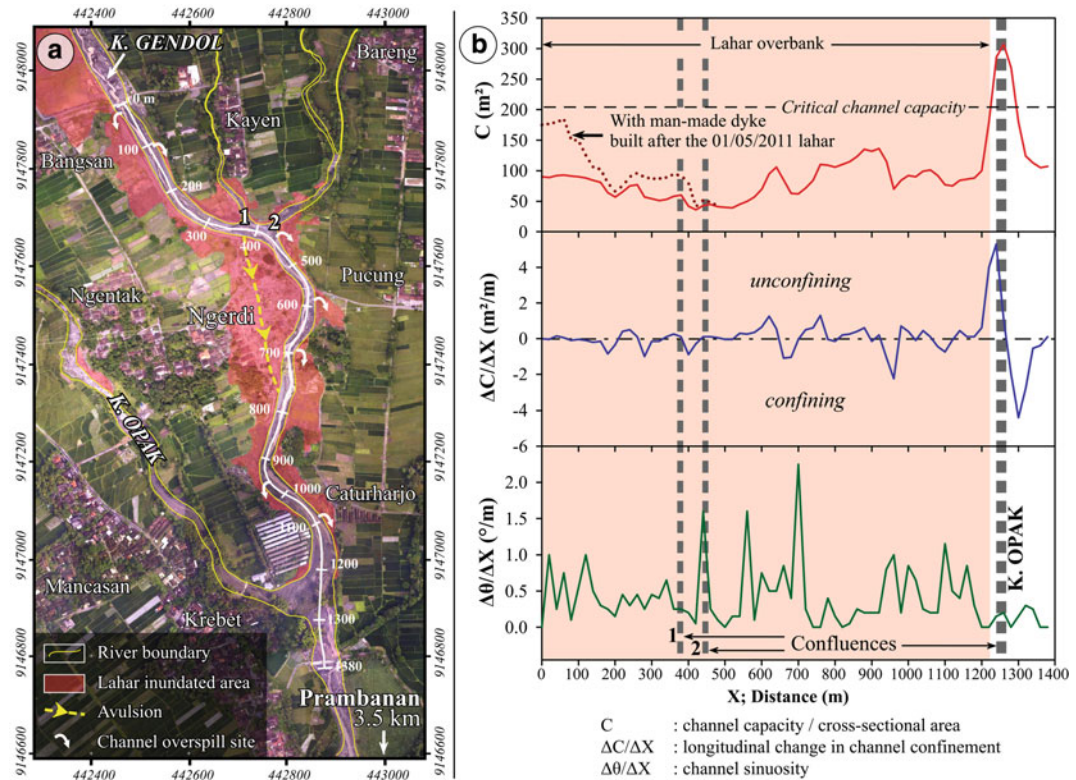 442400 442600 442800 443000
a
K. GENDOL
Bareng
9148000
0 m
Kayen
100
Bangsan
9147800
200
1
2
300
400
9147600
500
Pucung
Ngentak
600
Ngerdi
9147400
700
800
K. OPAK
9147200
900
1000
Caturharjo
1100
9147000
Mancasan
1200
Krebet
1300
9146800
1380
River boundary
Lahar inundated area
Prambanan
3.5 km
Avulsion
Channel overspill site
9146600
442400 442600 442800 443000
b
350
300
250
200
150
100
50
0
C (m²)
Lahar overbank
Critical channel capacity
With man-made dyke
built after the 01/05/2011 lahar
4
2
0
-2
-4
-6
ΔC/ΔX (m²/m)
unconfining
confining
2.0
1.5
1.0
0.5
0.0
Δθ/ΔX (°/m)
K. OPAK
1
2
Confluences
0 100 200 300 400 500 600 700 800 900 1000 1100 1200 1300 1400
X; Distance (m)
C : channel capacity / cross-sectional area
ΔC/ΔX : longitudinal change in channel confinement
Δθ/ΔX : channel sinuosity